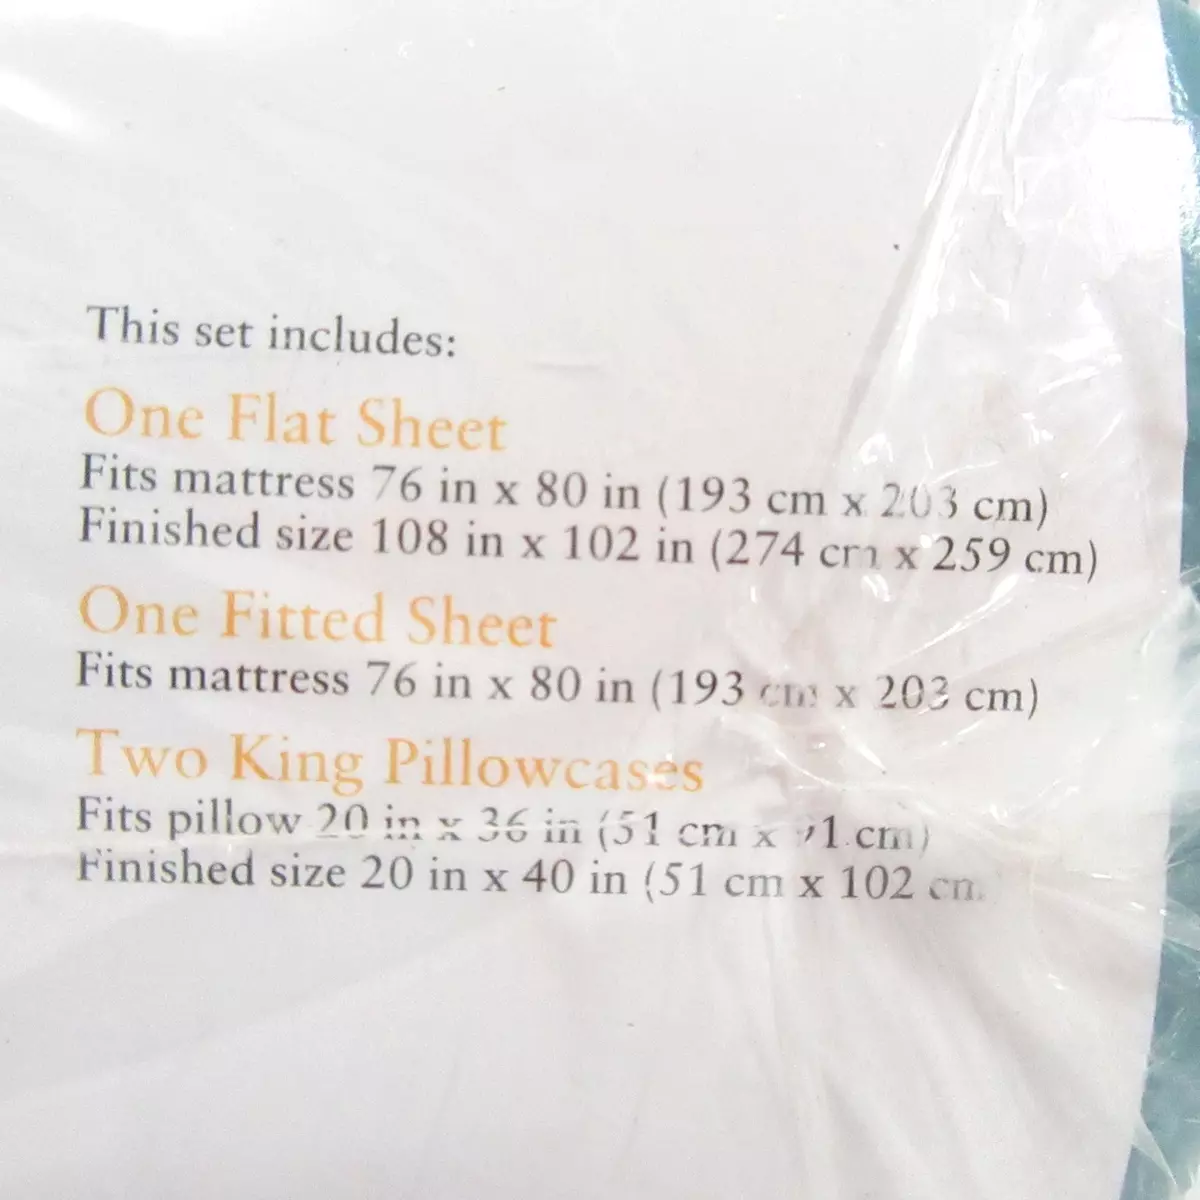 This set includes:
One Flat Sheet
Fits mattress 76 in x 80 in (193 cm x 203 cm)
Finished size 108 in x 102 in (274 cm x 259 cm)
One Fitted Sheet
Fits mattress 76 in x 80 in (193 cm x 203 cm)
Two King Pillowcases
Fits pillow 20 in x 36 in (51 cm x 91 cm)
Finished size 20 in x 40 in (51 cm x 102 cm